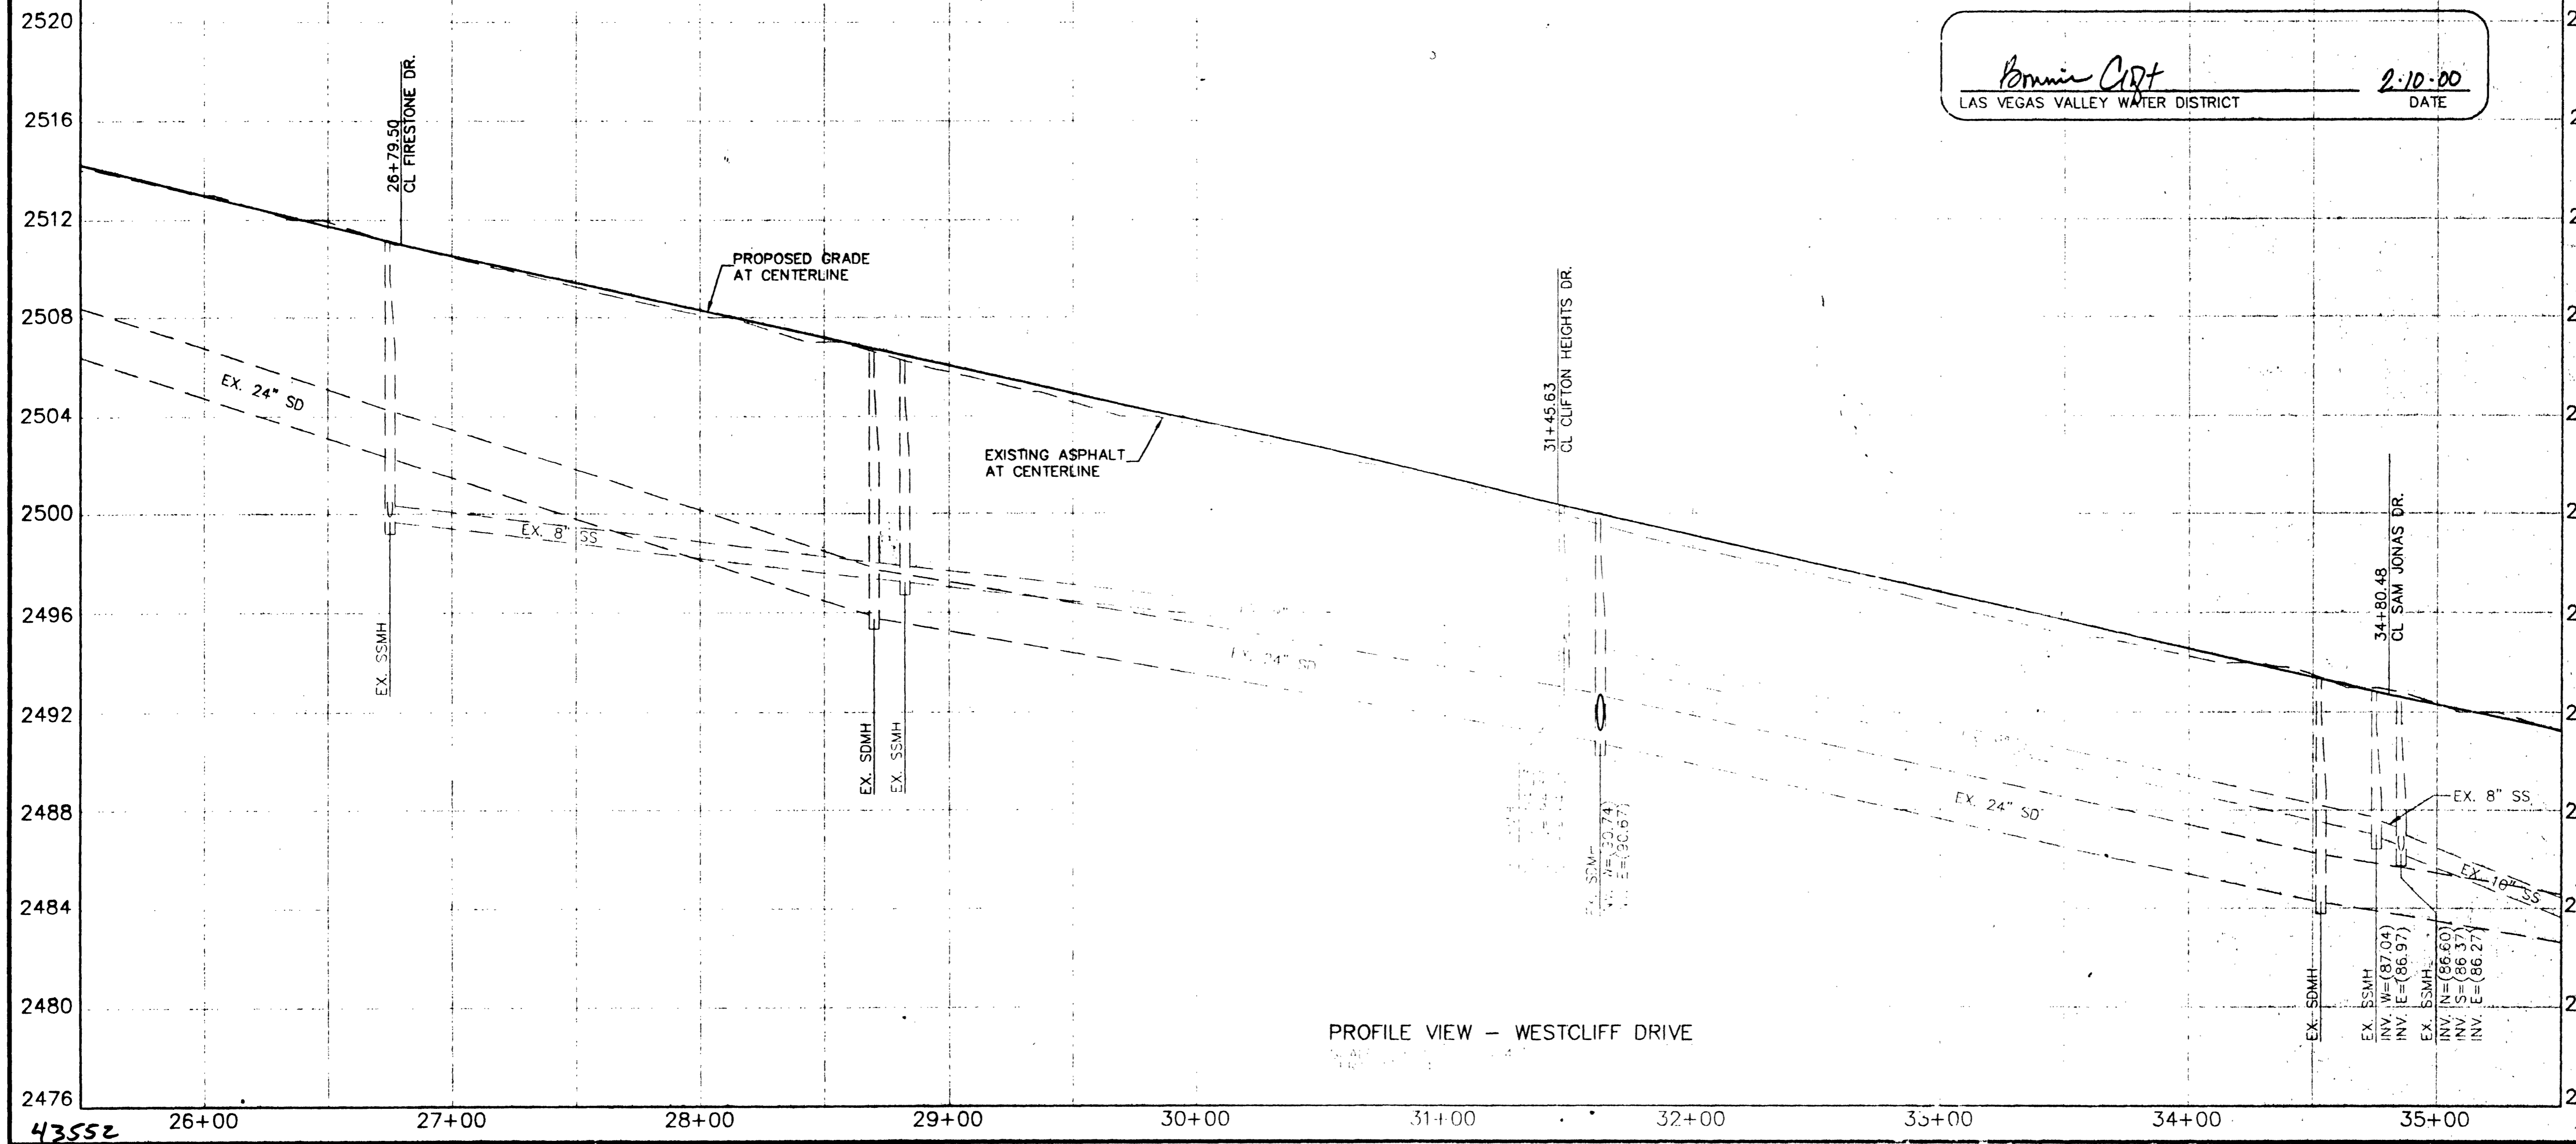 2520
2516
2512
2508
2504
2500
2496
2492
2488
2484
2480
2476
26+00
27+00
28+00
29+00
30+00
31+00
32+00
33+00
34+00
35+00
43552
LAS VEGAS VALLEY WATER DISTRICT
2·10·00
DATE
26+79.50
CL FIRESTONE DR.
PROPOSED GRADE
AT CENTERLINE
EX. 24" SD
EX. 8" SS
EX. SSMH
EX. SDMH
EX. SSMH
EXISTING ASPHALT
AT CENTERLINE
31+45.63
CL CLIFTON HEIGHTS DR.
EX. 24" SD
34+80.48
CL SAM JONAS DR.
EX. 24" SD
EX. 8" SS
EX. 10" SS
EX. SDMH
EX. SSMH
INV. W=(87.04)
INV. E=(86.97)
EX. SSMH
INV. N=(86.60)
INV. S=(86.37)
INV. E=(86.27)
PROFILE VIEW – WESTCLIFF DRIVE